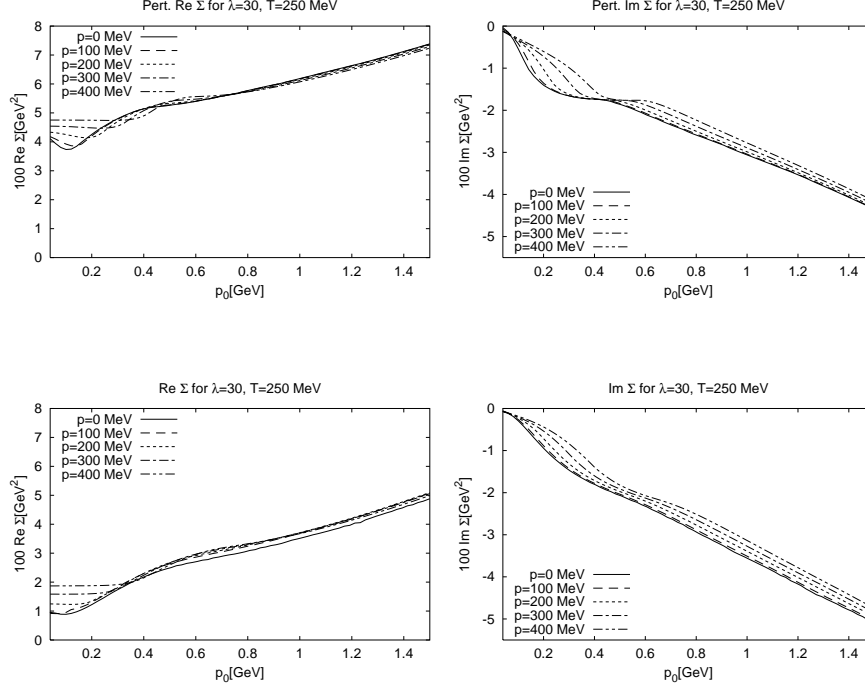 Pert. Re Σ for λ=30, T=250 MeV
100 Re Σ[GeV²]
8
7
6
5
4
3
2
1
0
p=0 MeV
p=100 MeV
p=200 MeV
p=300 MeV
p=400 MeV
0.2 0.4 0.6 0.8 1 1.2 1.4
p₀[GeV]
Pert. Im Σ for λ=30, T=250 MeV
100 Im Σ[GeV²]
0
-1
-2
-3
-4
-5
p=0 MeV
p=100 MeV
p=200 MeV
p=300 MeV
p=400 MeV
0.2 0.4 0.6 0.8 1 1.2 1.4
p₀[GeV]
Re Σ for λ=30, T=250 MeV
100 Re Σ[GeV²]
8
7
6
5
4
3
2
1
0
p=0 MeV
p=100 MeV
p=200 MeV
p=300 MeV
p=400 MeV
0.2 0.4 0.6 0.8 1 1.2 1.4
p₀[GeV]
Im Σ for λ=30, T=250 MeV
100 Im Σ[GeV²]
0
-1
-2
-3
-4
-5
p=0 MeV
p=100 MeV
p=200 MeV
p=300 MeV
p=400 MeV
0.2 0.4 0.6 0.8 1 1.2 1.4
p₀[GeV]